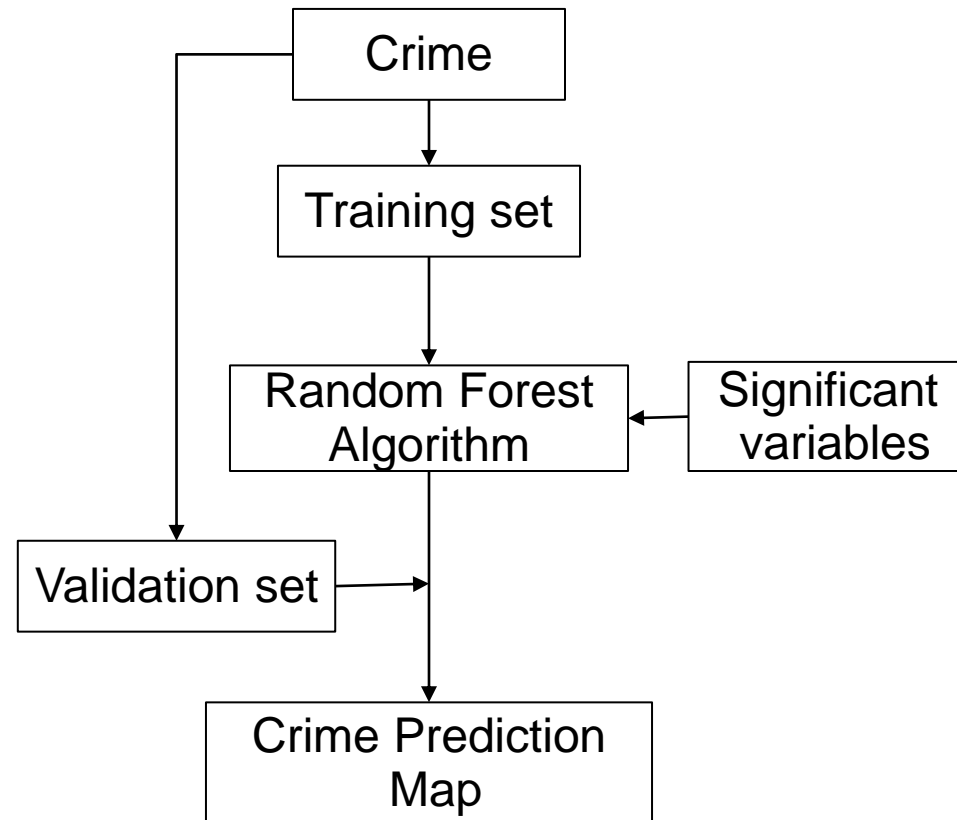 Crime
Training set
Random Forest
Algorithm
Significant
variables
Validation set
Crime Prediction
Map